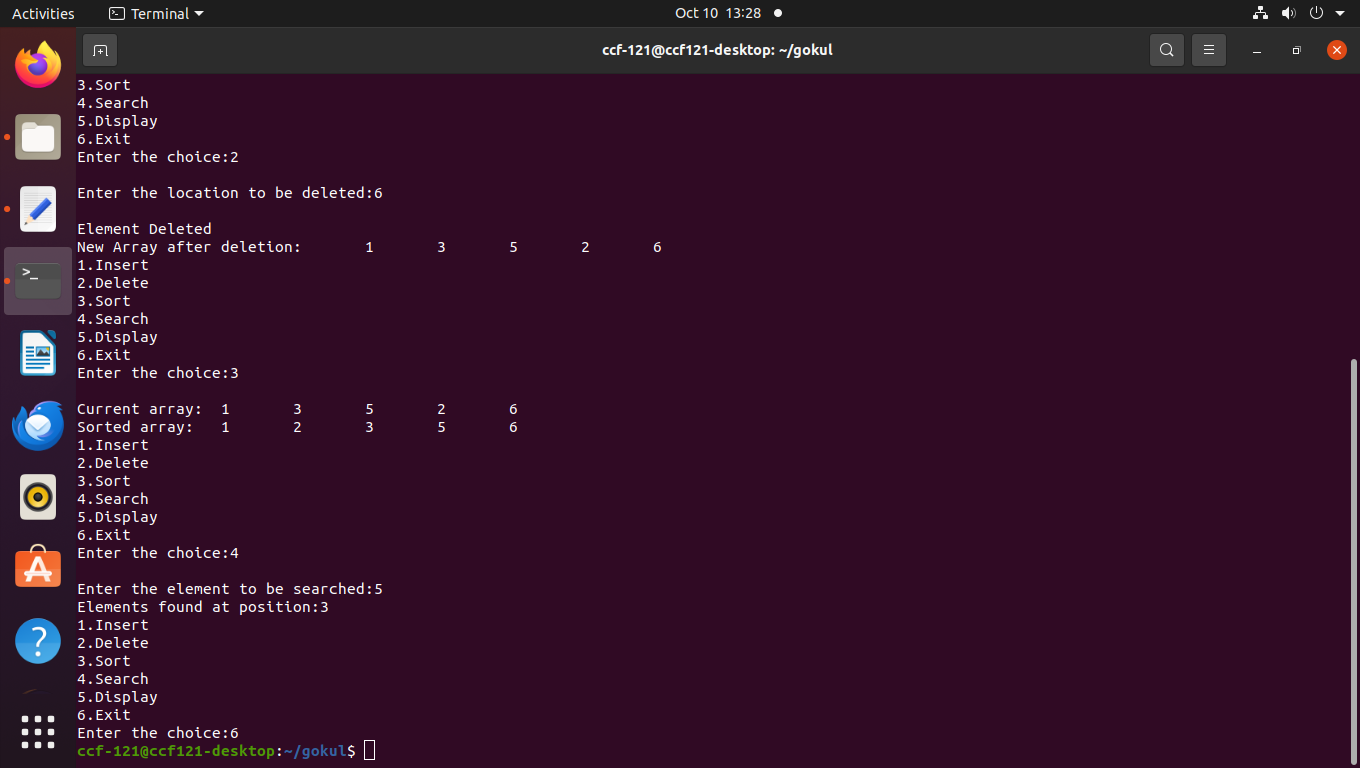 Activities Terminal Oct 10 13:28
ccf-121@ccf121-desktop: ~/gokul
3.Sort
4.Search
5.Display
6.Exit
Enter the choice:2
Enter the location to be deleted:6
Element Deleted
New Array after deletion: 1 3 5 2 6
1.Insert
2.Delete
3.Sort
4.Search
5.Display
6.Exit
Enter the choice:3
Current array: 1 3 5 2 6
Sorted array: 1 2 3 5 6
1.Insert
2.Delete
3.Sort
4.Search
5.Display
6.Exit
Enter the choice:4
Enter the element to be searched:5
Elements found at position:3
1.Insert
2.Delete
3.Sort
4.Search
5.Display
6.Exit
Enter the choice:6
ccf-121@ccf121-desktop:~/gokul$